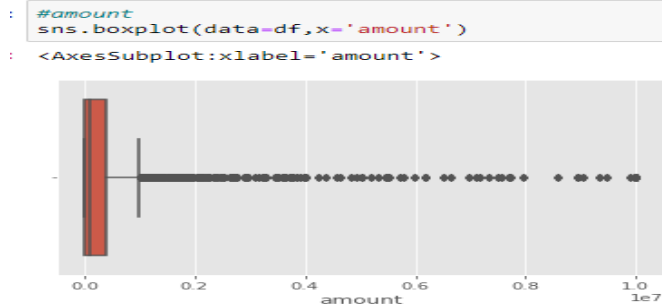 : #amount
sns.boxplot(data=df,x='amount')
: <AxesSubplot:xlabel='amount'>
0.0 0.2 0.4 0.6 0.8 1.0
1e7
amount